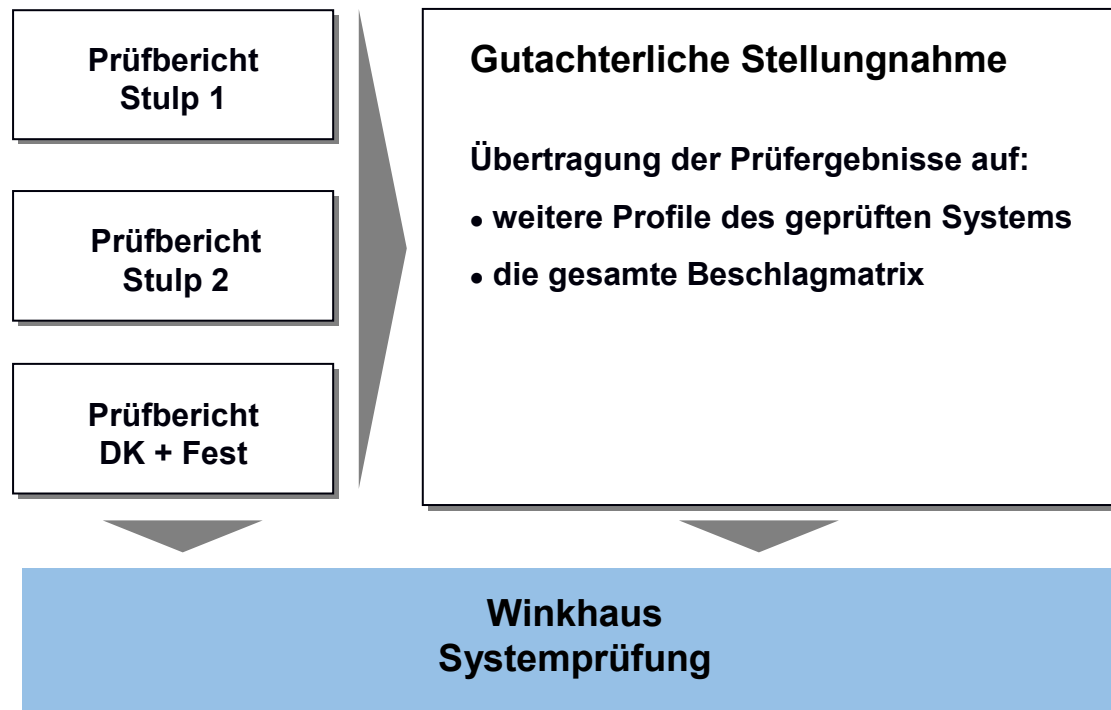 Prüfbericht
Stulp 1
Prüfbericht
Stulp 2
Prüfbericht
DK + Fest
Gutachterliche Stellungnahme
Übertragung der Prüfergebnisse auf:
• weitere Profile des geprüften Systems
• die gesamte Beschlagmatrix
Winkhaus
Systemprüfung